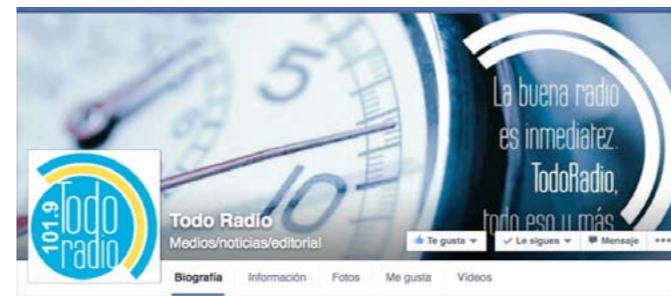 5
10
La buena radio
es inmediatez.
TodoRadio,
todo eso y más
101.9
Todo
radio
Todo Radio
Medios/noticias/editorial
Te gusta
Le sigues
Mensaje
Biografía
Información
Fotos
Me gusta
Vídeos